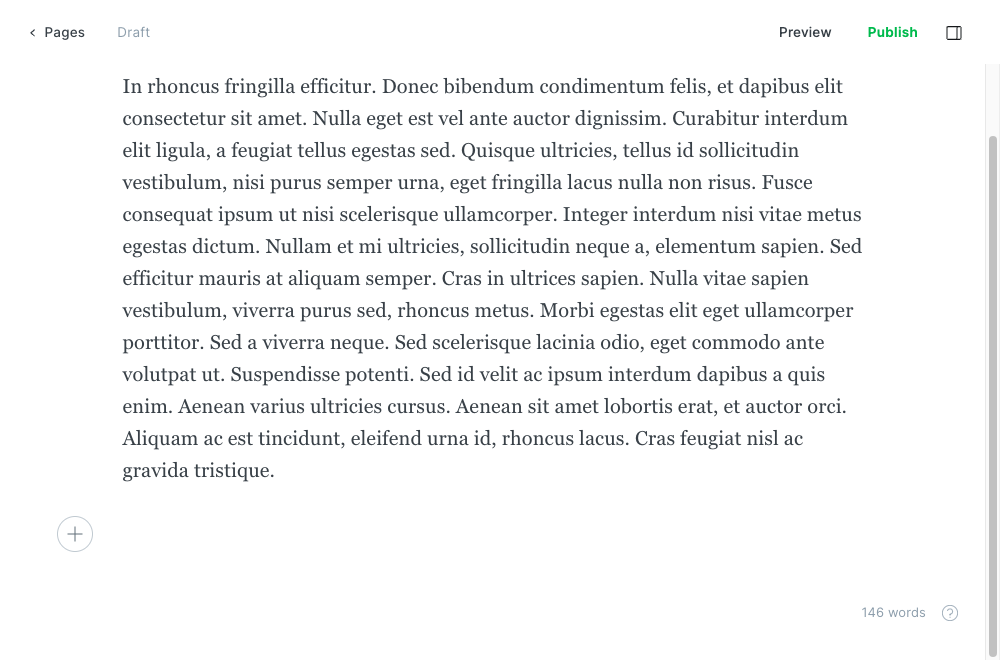 Pages
Draft
Preview
Publish
In rhoncus fringilla efficitur. Donec bibendum condimentum felis, et dapibus elit
consectetur sit amet. Nulla eget est vel ante auctor dignissim. Curabitur interdum
elit ligula, a feugiat tellus egestas sed. Quisque ultricies, tellus id sollicitudin
vestibulum, nisi purus semper urna, eget fringilla lacus nulla non risus. Fusce
consequat ipsum ut nisi scelerisque ullamcorper. Integer interdum nisi vitae metus
egestas dictum. Nullam et mi ultricies, sollicitudin neque a, elementum sapien. Sed
efficitur mauris at aliquam semper. Cras in ultrices sapien. Nulla vitae sapien
vestibulum, viverra purus sed, rhoncus metus. Morbi egestas elit eget ullamcorper
porttitor. Sed a viverra neque. Sed scelerisque lacinia odio, eget commodo ante
volutpat ut. Suspendisse potenti. Sed id velit ac ipsum interdum dapibus a quis
enim. Aenean varius ultricies cursus. Aenean sit amet lobortis erat, et auctor orci.
Aliquam ac est tincidunt, eleifend urna id, rhoncus lacus. Cras feugiat nisl ac
gravida tristique.
146 words